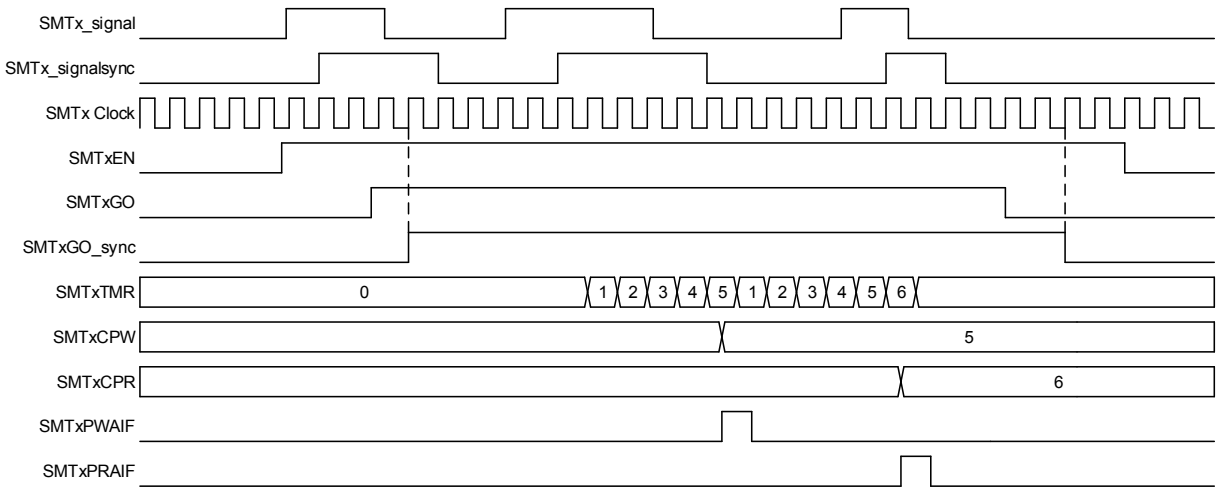 SMTx_signal
SMTx_signalsync
SMTx Clock
SMTxEN
SMTxGO
SMTxGO_sync
SMTxTMR 0 1 2 3 4 5 1 2 3 4 5 6
SMTxCPW 5
SMTxCPR 6
SMTxPWAIF
SMTxPRAIF